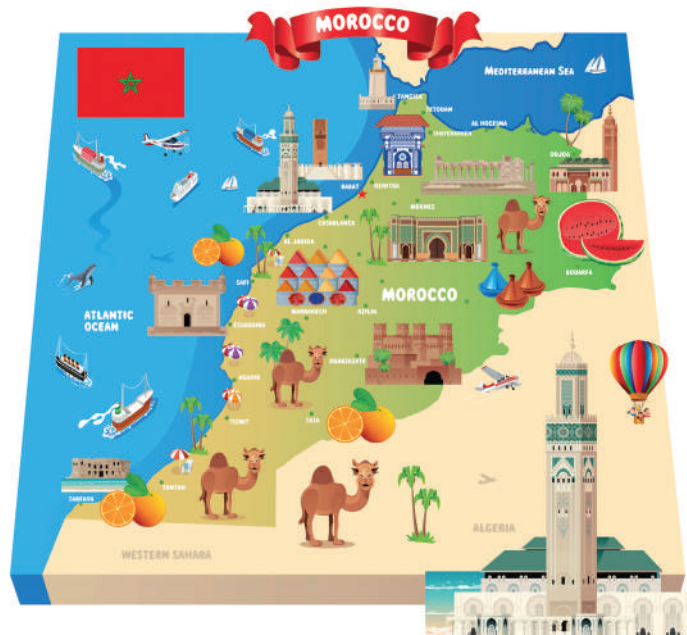 MOROCCO
MEDITERRANEAN SEA
TANGIER
TETOUAN
AL HOCEIMA
CHEFCHAOUEN
OUJDA
RABAT
KENITRA
MEKNES
CASABLANCA
AL JADIDA
SAFI
BOUARFA
MOROCCO
MARRAKECH
AZILAL
ATLANTIC
OCEAN
ESSAOUIRA
OUARZAZATE
AGADIR
TATA
TIZNIT
TANTAN
TARFAYA
ALGERIA
WESTERN SAHARA